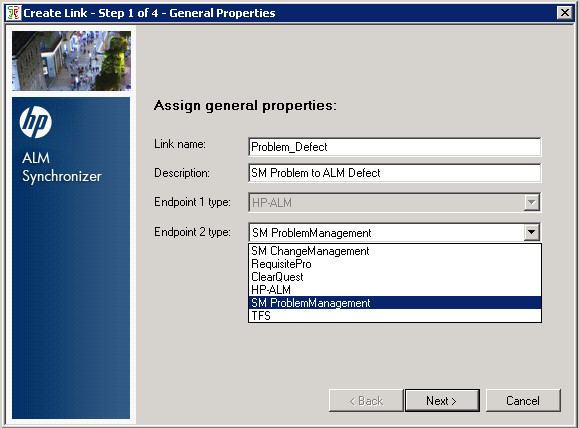 Create Link - Step 1 of 4 - General Properties
hp
ALM
Synchronizer
Assign general properties:
Link name: Problem_Defect
Description: SM Problem to ALM Defect
Endpoint 1 type: HP-ALM
Endpoint 2 type: SM ProblemManagement
SM ChangeManagement
RequisitePro
ClearQuest
HP-ALM
SM ProblemManagement
TFS
< Back Next > Cancel